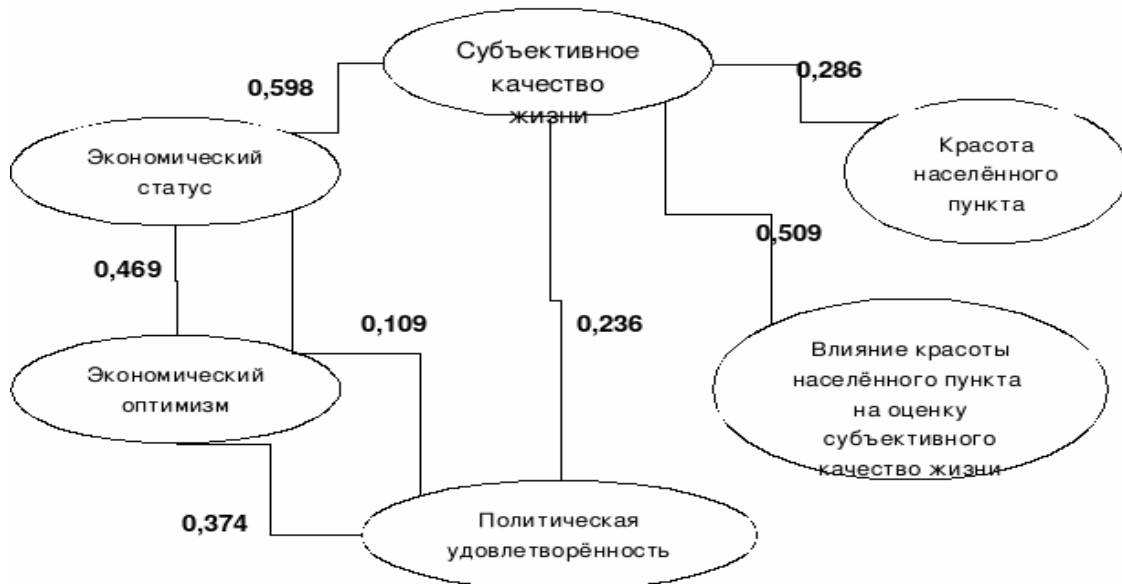 Субъективное
качество
жизни
0,598
0,286
Экономический
статус
Красота
населённого
пункта
0,509
0,469
0,109
0,236
Экономический
оптимизм
Влияние красоты
населённого пункта
на оценку
субъективного
качество жизни
0,374
Политическая
удовлетворённость